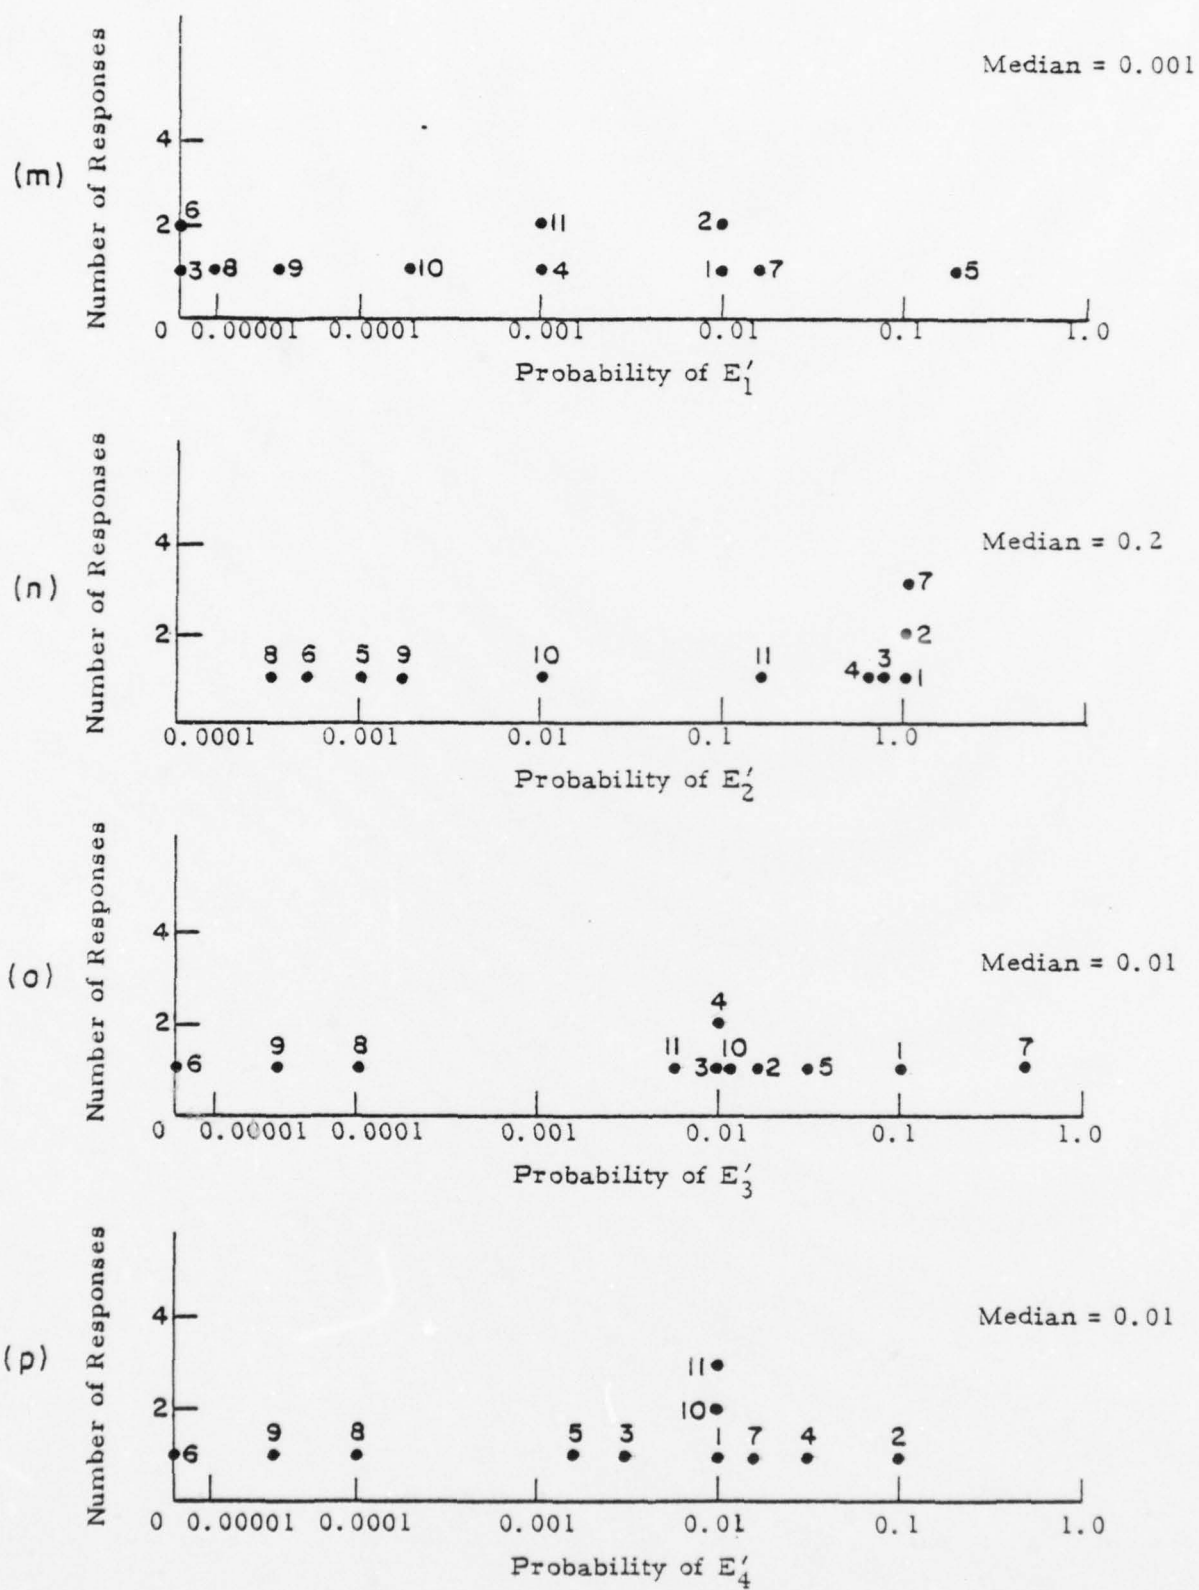 Median = 0.001
(m)
Number of Responses
4
2
6
11
2
3
8
9
10
4
1
7
5
0 0.00001 0.0001 0.001 0.01 0.1 1.0
Probability of E′1
Median = 0.2
(n)
Number of Responses
4
2
7
2
8 6 5 9 10 11 4 3 1
0.0001 0.001 0.01 0.1 1.0
Probability of E′2
Median = 0.01
(o)
Number of Responses
4
2
4
6 9 8 11 3 10 2 5 1 7
0 0.00001 0.0001 0.001 0.01 0.1 1.0
Probability of E′3
Median = 0.01
(p)
Number of Responses
4
2
11
10
6 9 8 5 3 1 7 4 2
0 0.00001 0.0001 0.001 0.01 0.1 1.0
Probability of E′4